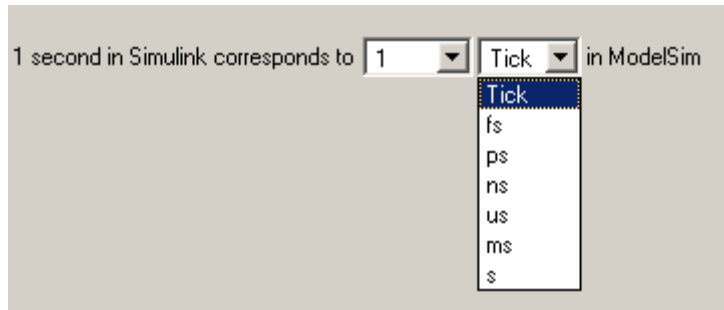 1 second in Simulink corresponds to 1 Tick in ModelSim
Tick
fs
ps
ns
us
ms
s